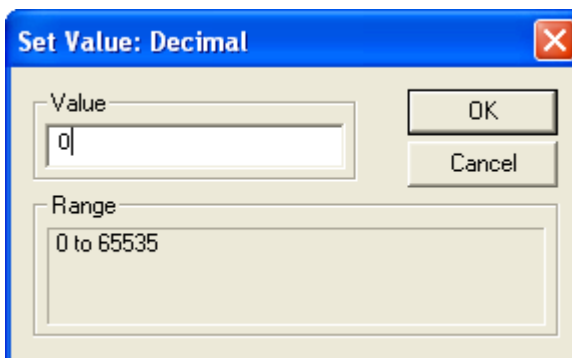 Set Value: Decimal
Value
0
OK
Cancel
Range
0 to 65535